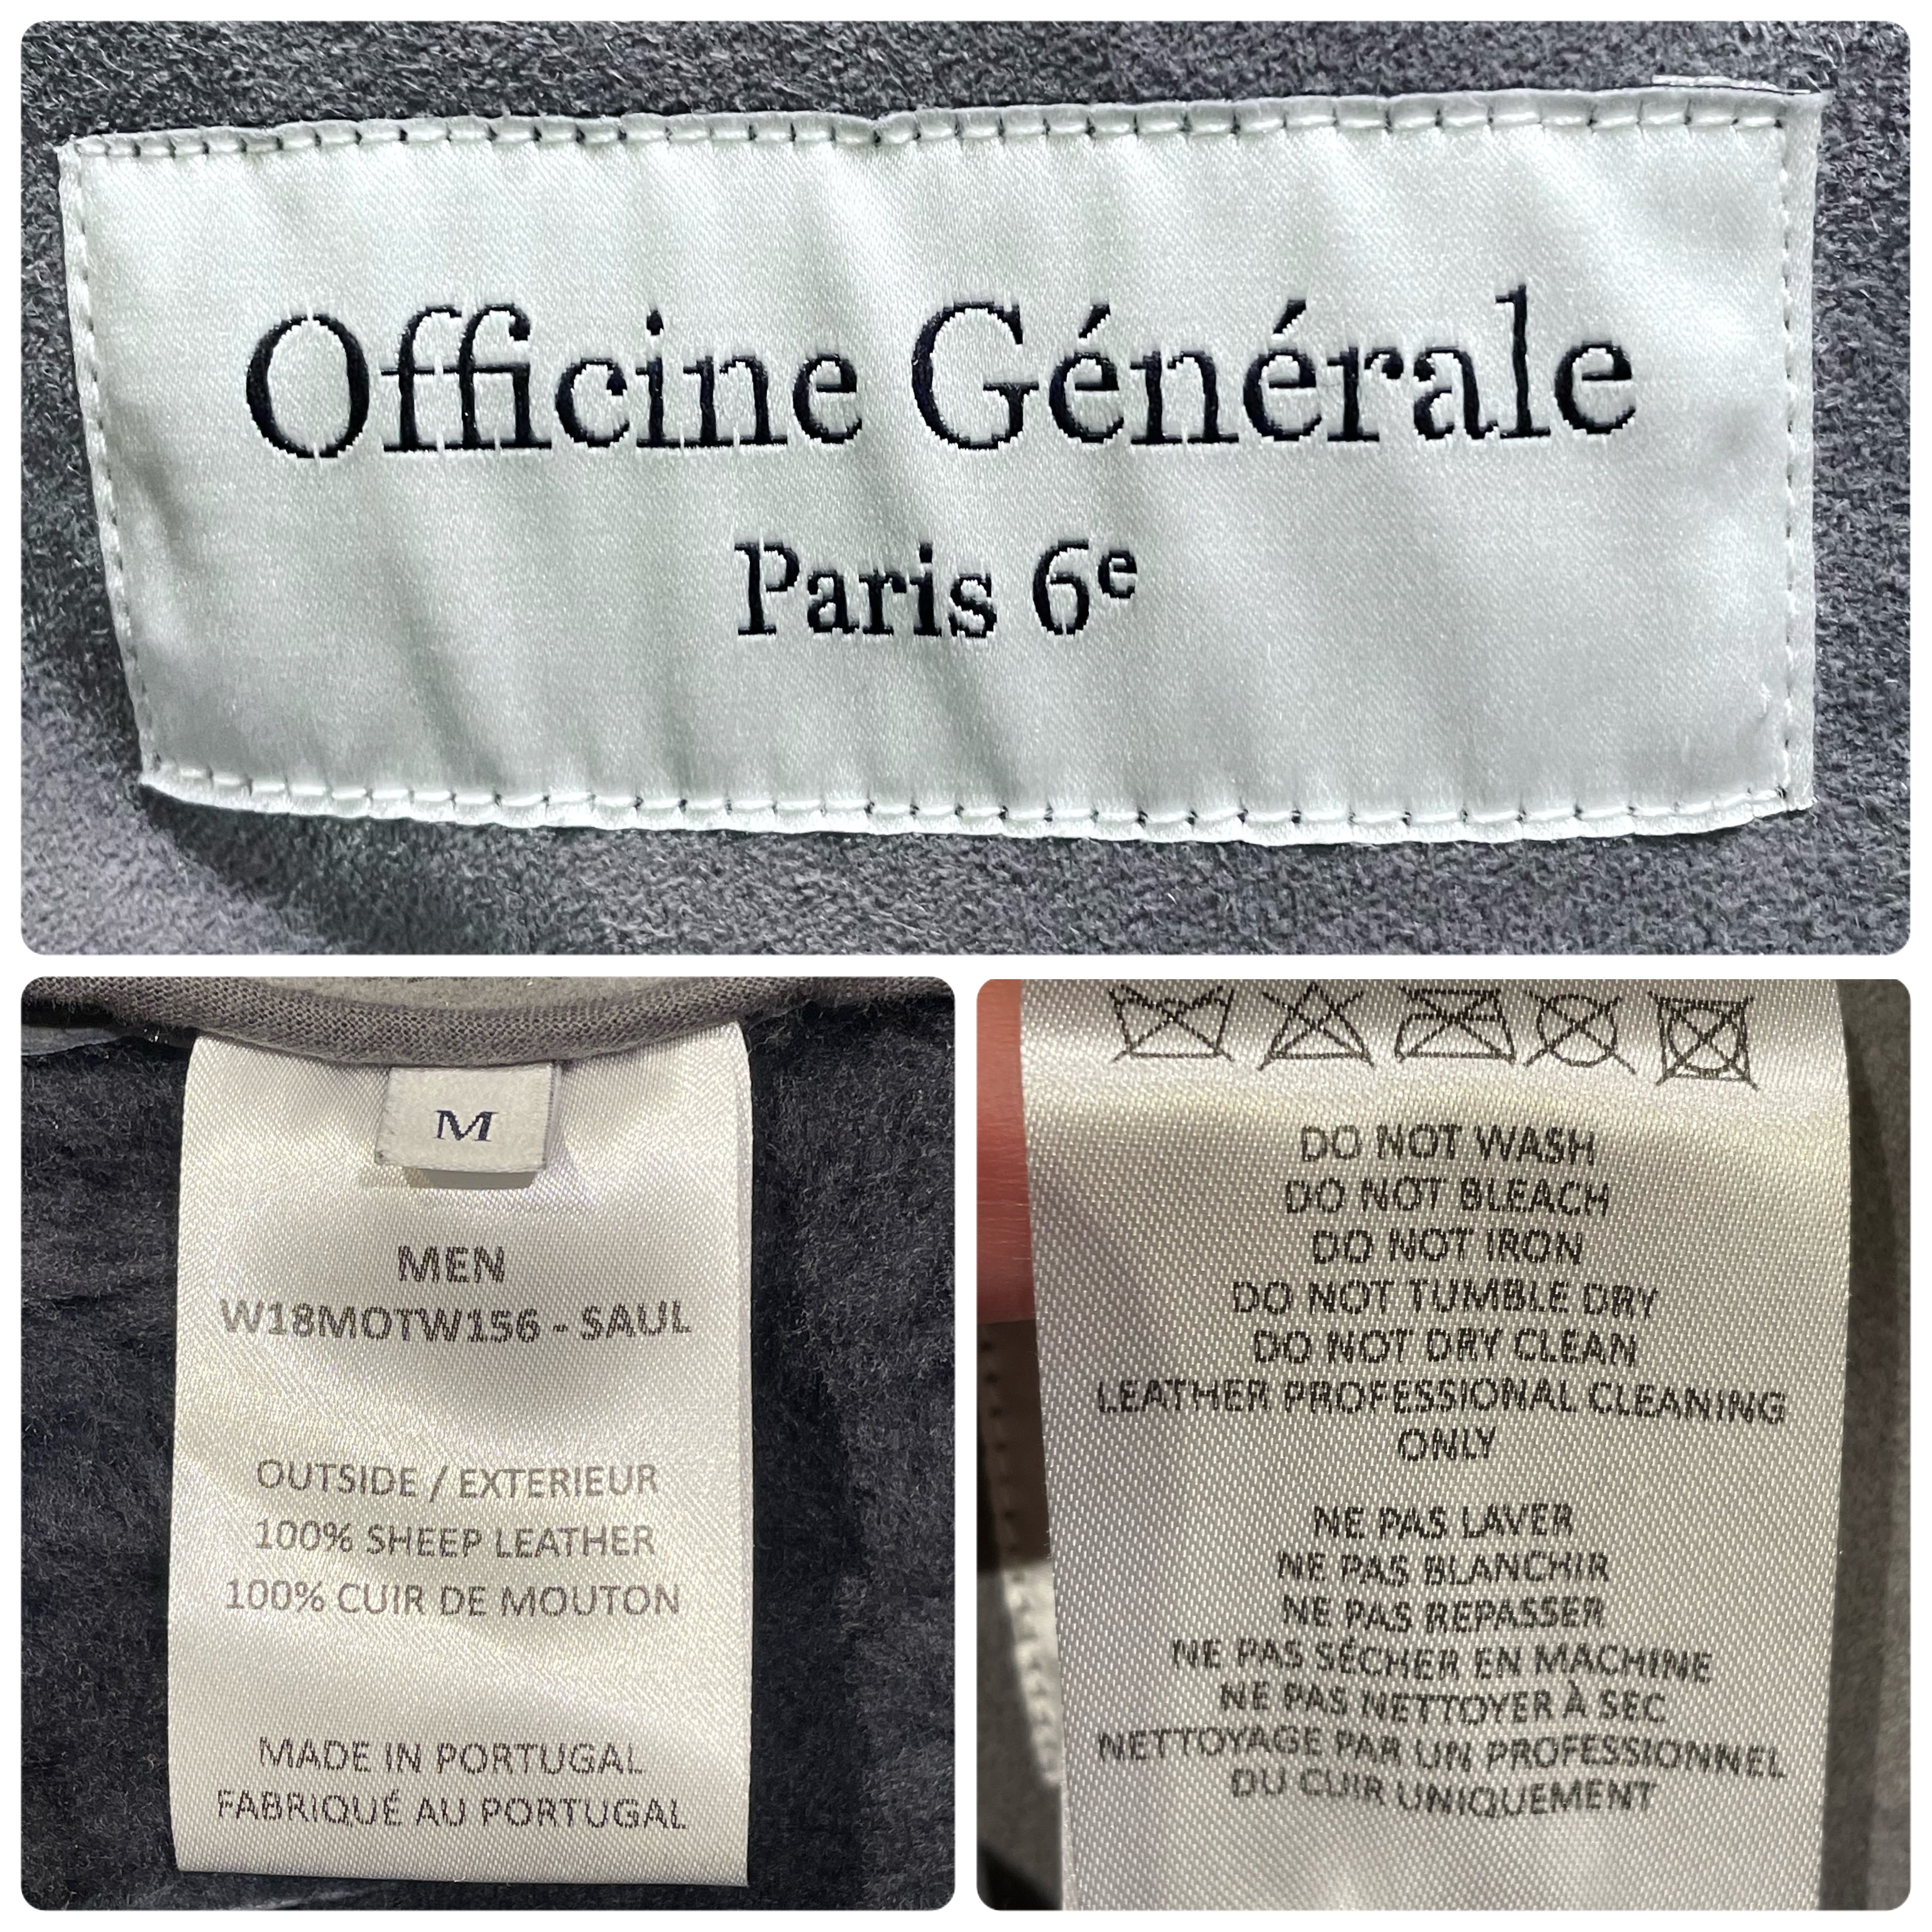 Officine Générale
Paris 6e
M
MEN
W18MOTW156 - SAUL
OUTSIDE / EXTERIEUR
100% SHEEP LEATHER
100% CUIR DE MOUTON
MADE IN PORTUGAL
FABRIQUÉ AU PORTUGAL
DO NOT WASH
DO NOT BLEACH
DO NOT IRON
DO NOT TUMBLE DRY
DO NOT DRY CLEAN
LEATHER PROFESSIONAL CLEANING
ONLY
NE PAS LAVER
NE PAS BLANCHIR
NE PAS REPASSER
NE PAS SÉCHER EN MACHINE
NE PAS NETTOYER À SEC
NETTOYAGE PAR UN PROFESSIONNEL
DU CUIR UNIQUEMENT